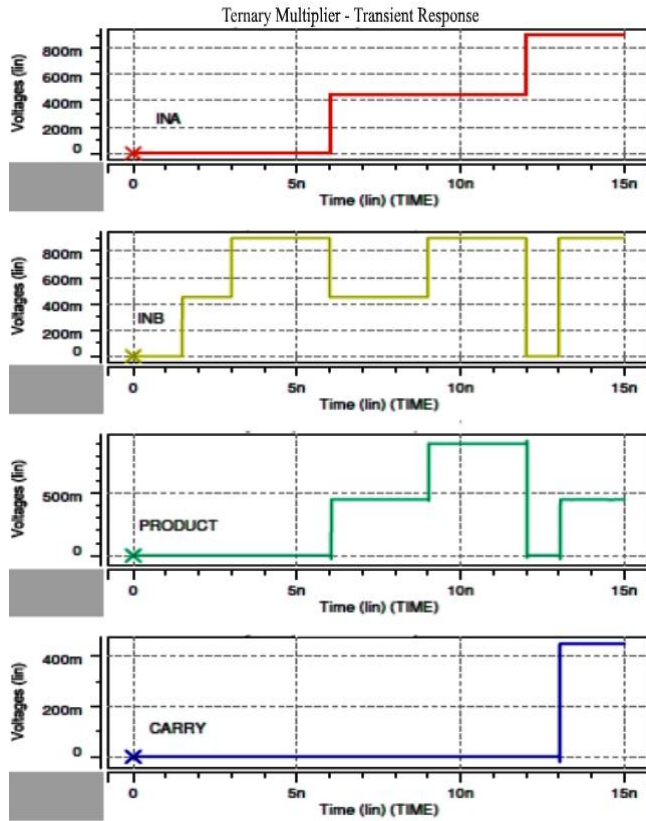 Ternary Multiplier - Transient Response
Voltages (lin)
800m
600m
400m
200m
0
INA
0 5n 10n 15n
Time (lin) (TIME)
Voltages (lin)
800m
600m
400m
200m
0
INB
0 5n 10n 15n
Time (lin) (TIME)
Voltages (lin)
500m
0
PRODUCT
0 5n 10n 15n
Time (lin) (TIME)
Voltages (lin)
400m
200m
0
CARRY
0 5n 10n 15n
Time (lin) (TIME)